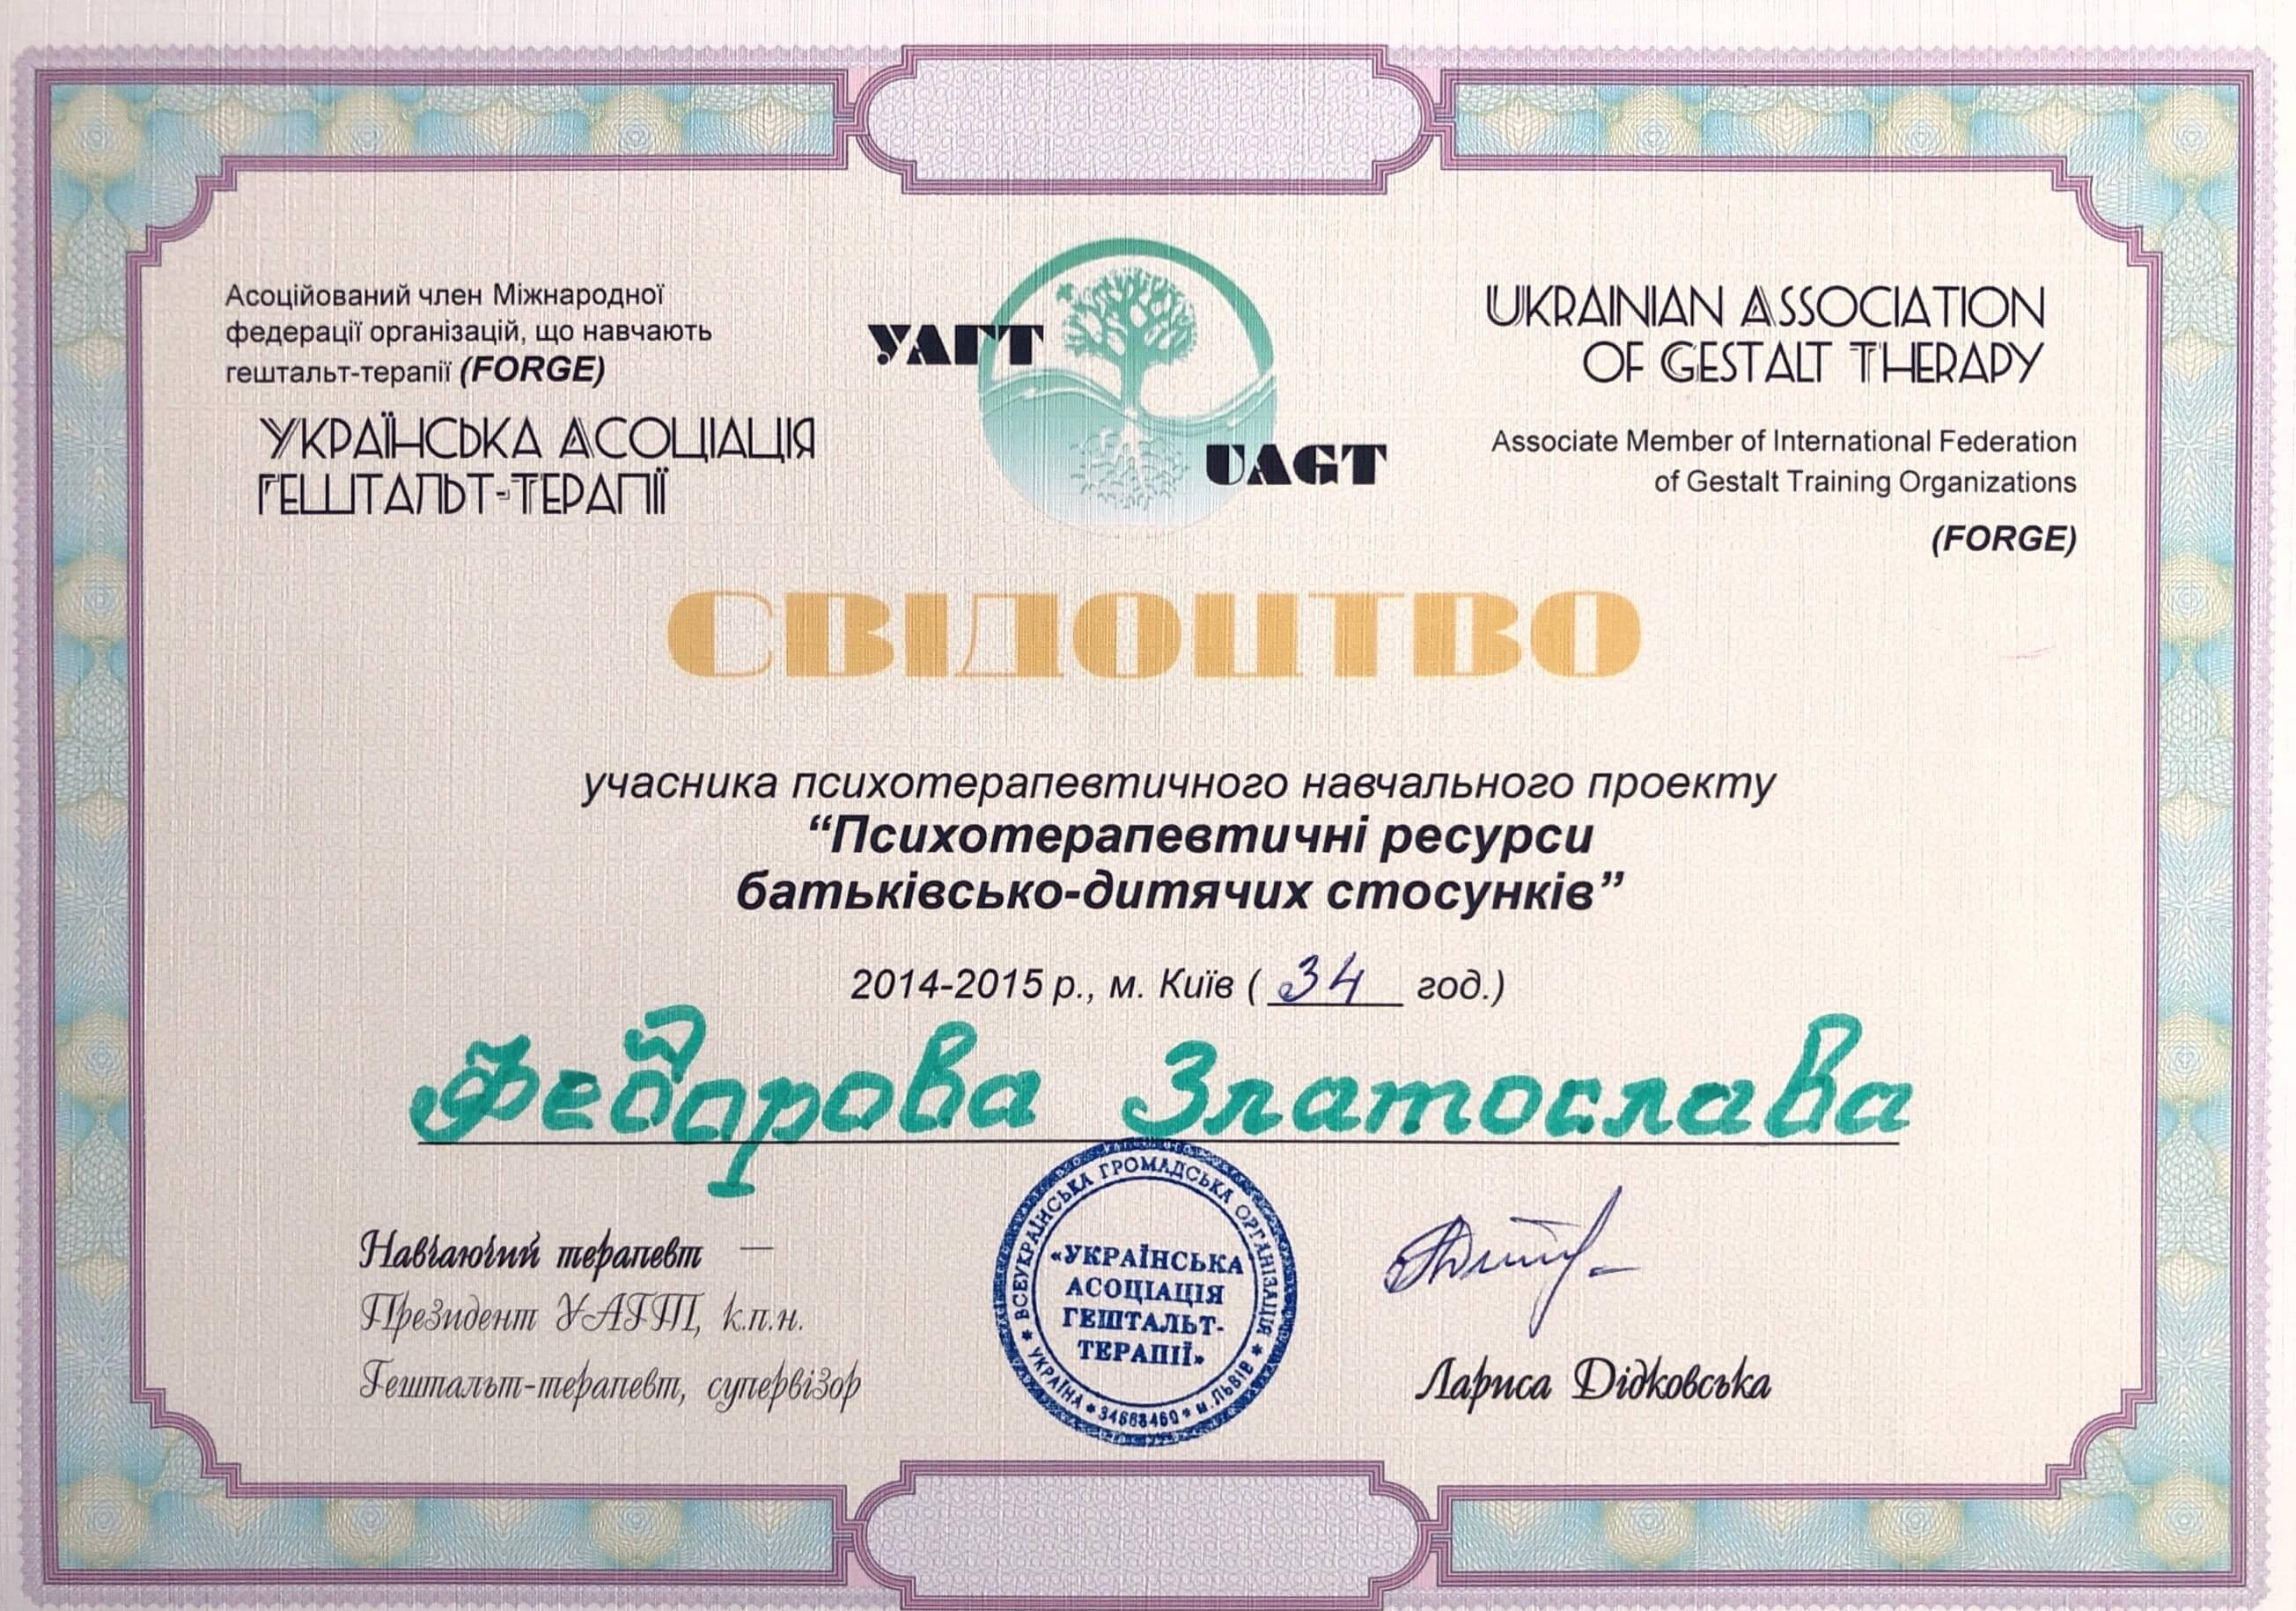 Асоційований член Міжнародної
федерації організацій, що навчають
гештальт-терапії (FORGE)
УКРАЇНСЬКА АСОЦІАЦІЯ
ГЕШТАЛЬТ-ТЕРАПІЇ
УАГТ
UAGT
UKRAINIAN ASSOCIATION
OF GESTALT THERAPY
Associate Member of International Federation
of Gestalt Training Organizations
(FORGE)
СВІДОЦТВО
учасника психотерапевтичного навчального проекту
“Психотерапевтичні ресурси
батьківсько-дитячих стосунків”
2014-2015 р., м. Київ ( 34 год.)
Федорова Златослава
Навчаючий терапевт —
Президент УАГТ, к.п.н.
Гештальт-терапевт, супервізор
ВСЕУКРАЇНСЬКА ГРОМАДСЬКА ОРГАНІЗАЦІЯ
«УКРАЇНСЬКА
АСОЦІАЦІЯ
ГЕШТАЛЬТ-
ТЕРАПІЇ»
УКРАЇНА * 34668460 * м.ЛЬВІВ
Лариса Дідковська